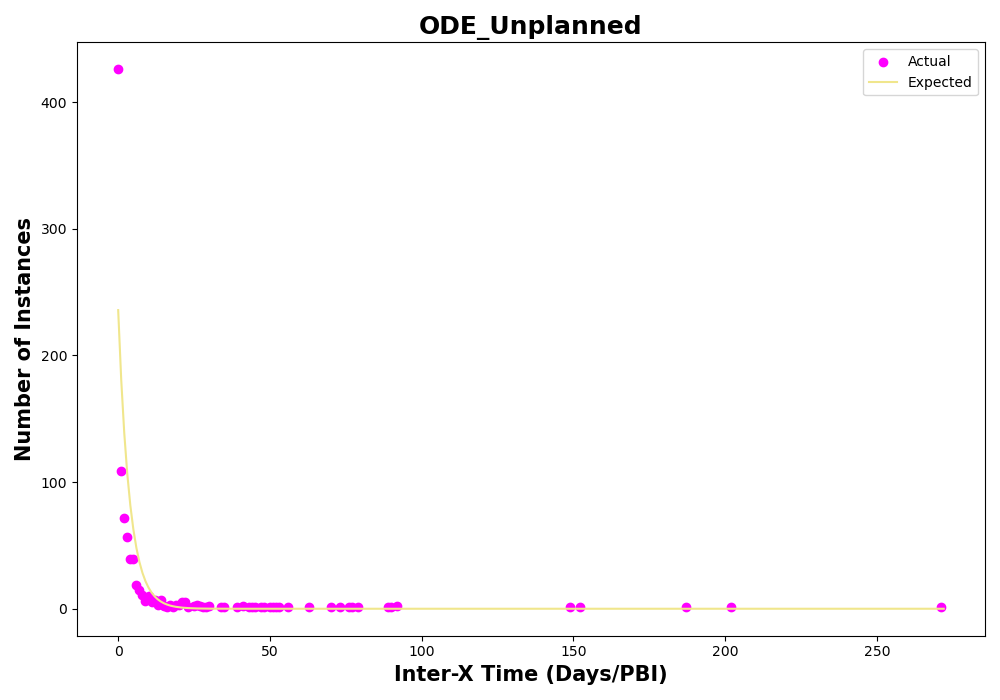 ODE_Unplanned
Actual
Expected
Number of Instances
400
300
200
100
0
0
50
100
150
200
250
Inter-X Time (Days/PBI)